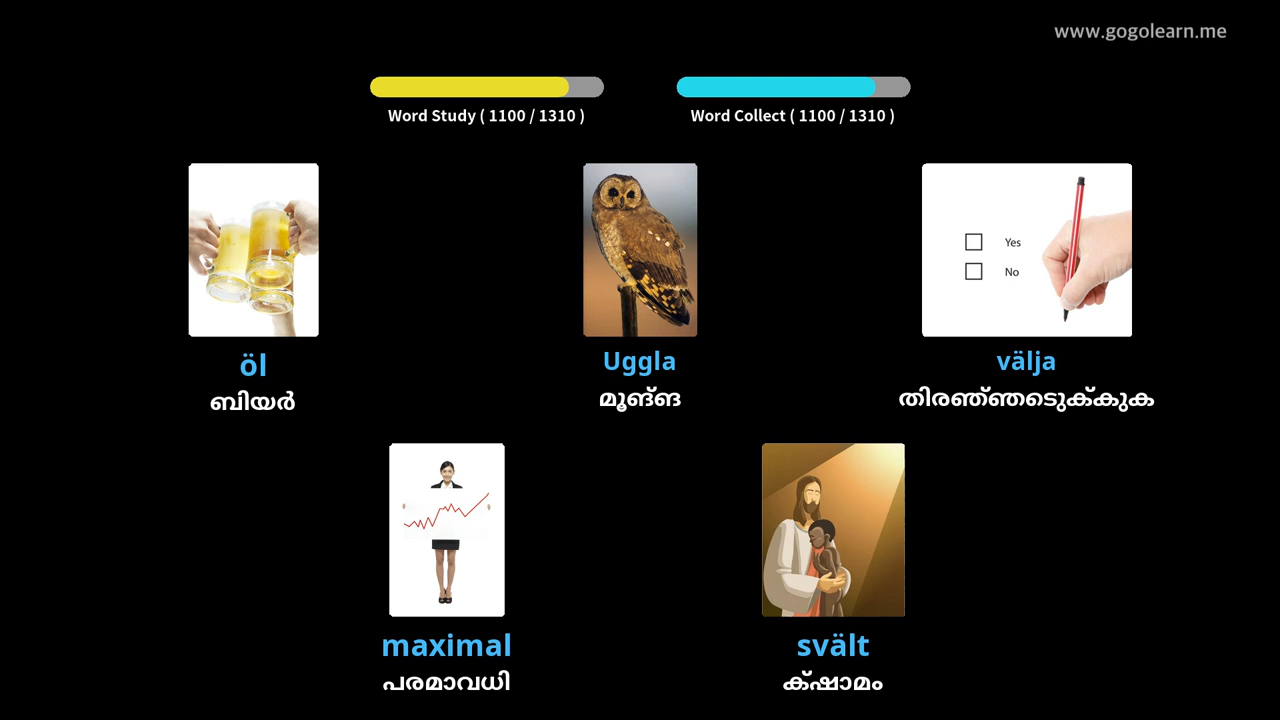 www.gogolearn.me
Word Study ( 1100 / 1310 )
Word Collect ( 1100 / 1310 )
Yes
No
öl
Uggla
välja
ബിയർ
മൂങ്ങ
തിരഞ്ഞെടുക്കുക
maximal
svält
പരമാവധി
ക്ഷാമം